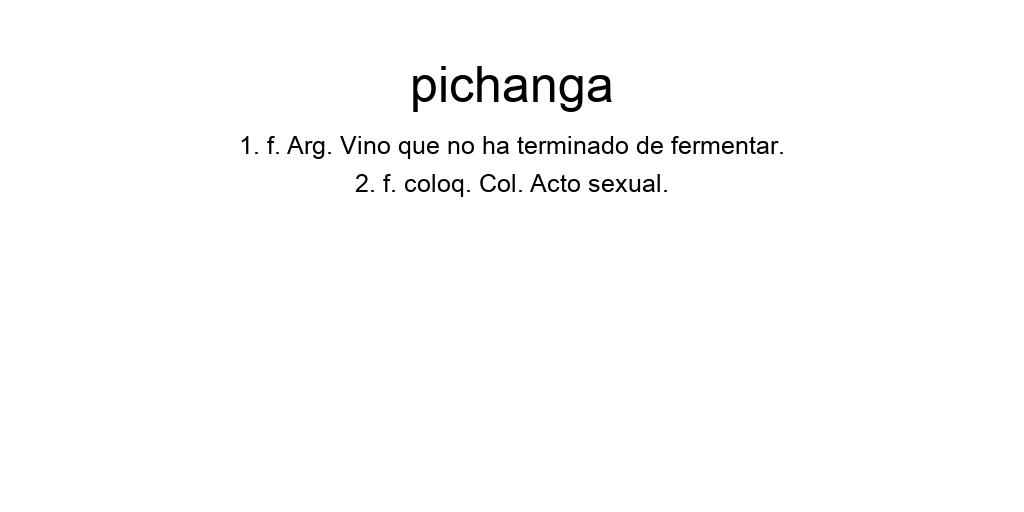 pichanga
1. f. Arg. Vino que no ha terminado de fermentar.
2. f. coloq. Col. Acto sexual.